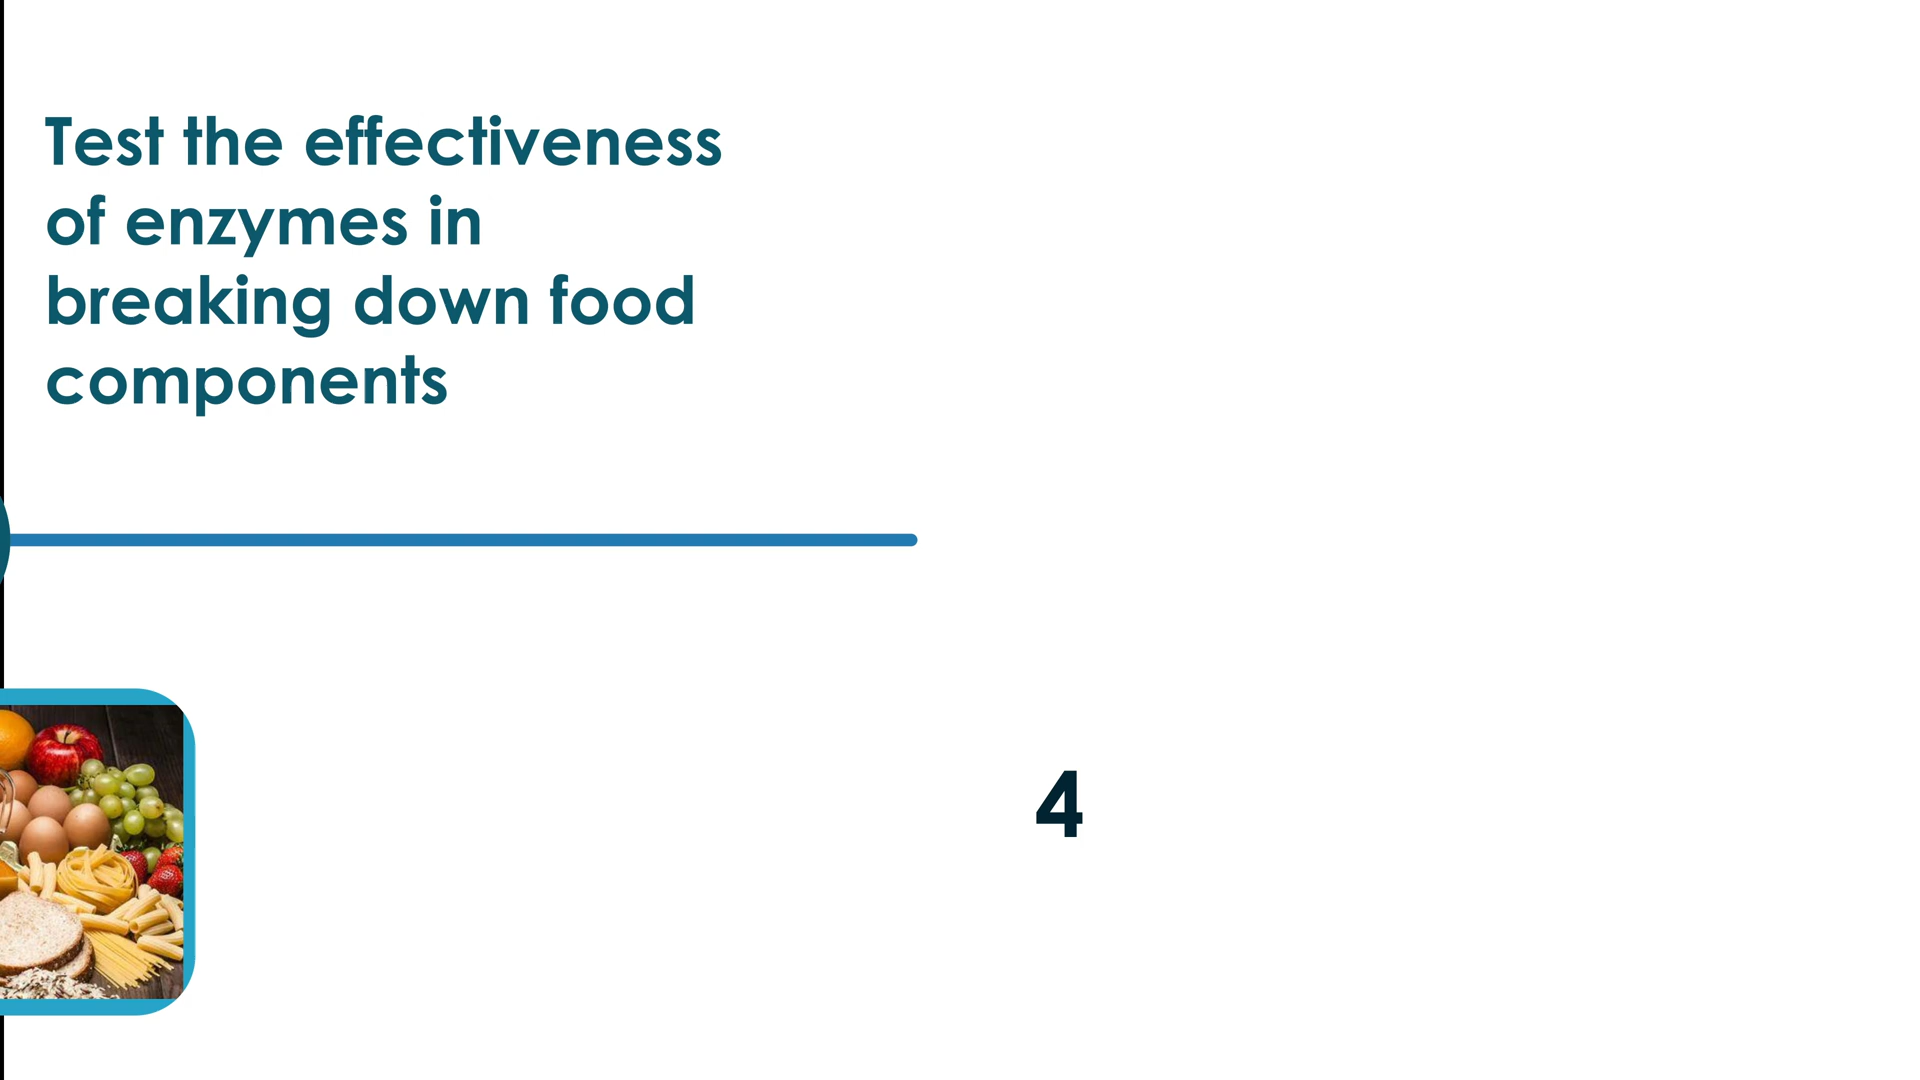 Test the effectiveness
of enzymes in
breaking down food
components
4